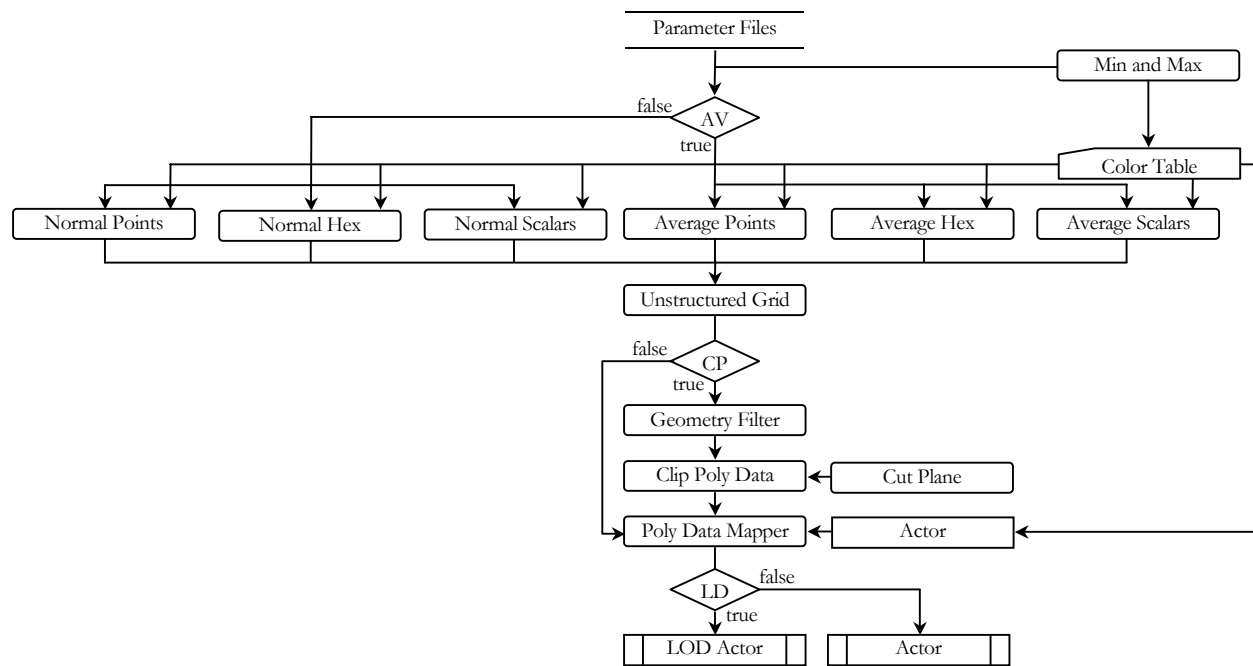 Parameter Files
Min and Max
false
AV
true
Color Table
Normal Points
Normal Hex
Normal Scalars
Average Points
Average Hex
Average Scalars
Unstructured Grid
false
CP
true
Geometry Filter
Clip Poly Data
Cut Plane
Poly Data Mapper
Actor
false
LD
true
LOD Actor
Actor